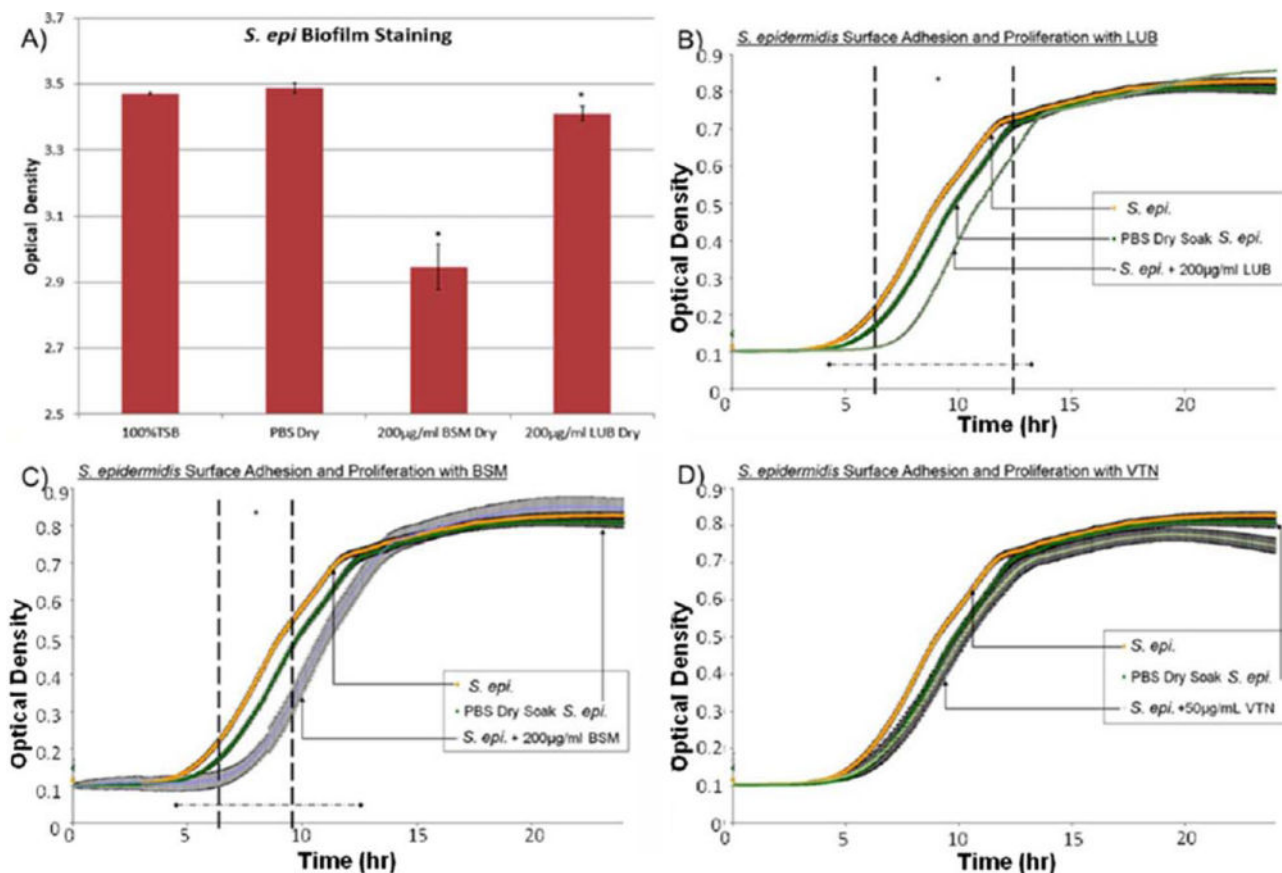 A)
S. epi Biofilm Staining
Optical Density
3.7
3.5
3.3
3.1
2.9
2.7
2.5
*
*
100%TSB
PBS Dry
200µg/ml BSM Dry
200µg/ml LUB Dry
B)
S. epidermidis Surface Adhesion and Proliferation with LUB
Optical Density
0.9
0.8
0.7
0.6
0.5
0.4
0.3
0.2
0.1
0
*
S. epi.
PBS Dry Soak S. epi.
S. epi. + 200µg/ml LUB
0
5
10
15
20
Time (hr)
C)
S. epidermidis Surface Adhesion and Proliferation with BSM
Optical Density
0.9
0.8
0.7
0.6
0.5
0.4
0.3
0.2
0.1
0
*
S. epi.
PBS Dry Soak S. epi.
S. epi. + 200µg/ml BSM
0
5
10
15
20
Time (hr)
D)
S. epidermidis Surface Adhesion and Proliferation with VTN
Optical Density
0.9
0.8
0.7
0.6
0.5
0.4
0.3
0.2
0.1
0
S. epi.
PBS Dry Soak S. epi.
S. epi. +50µg/mL VTN
0
5
10
15
20
Time (hr)